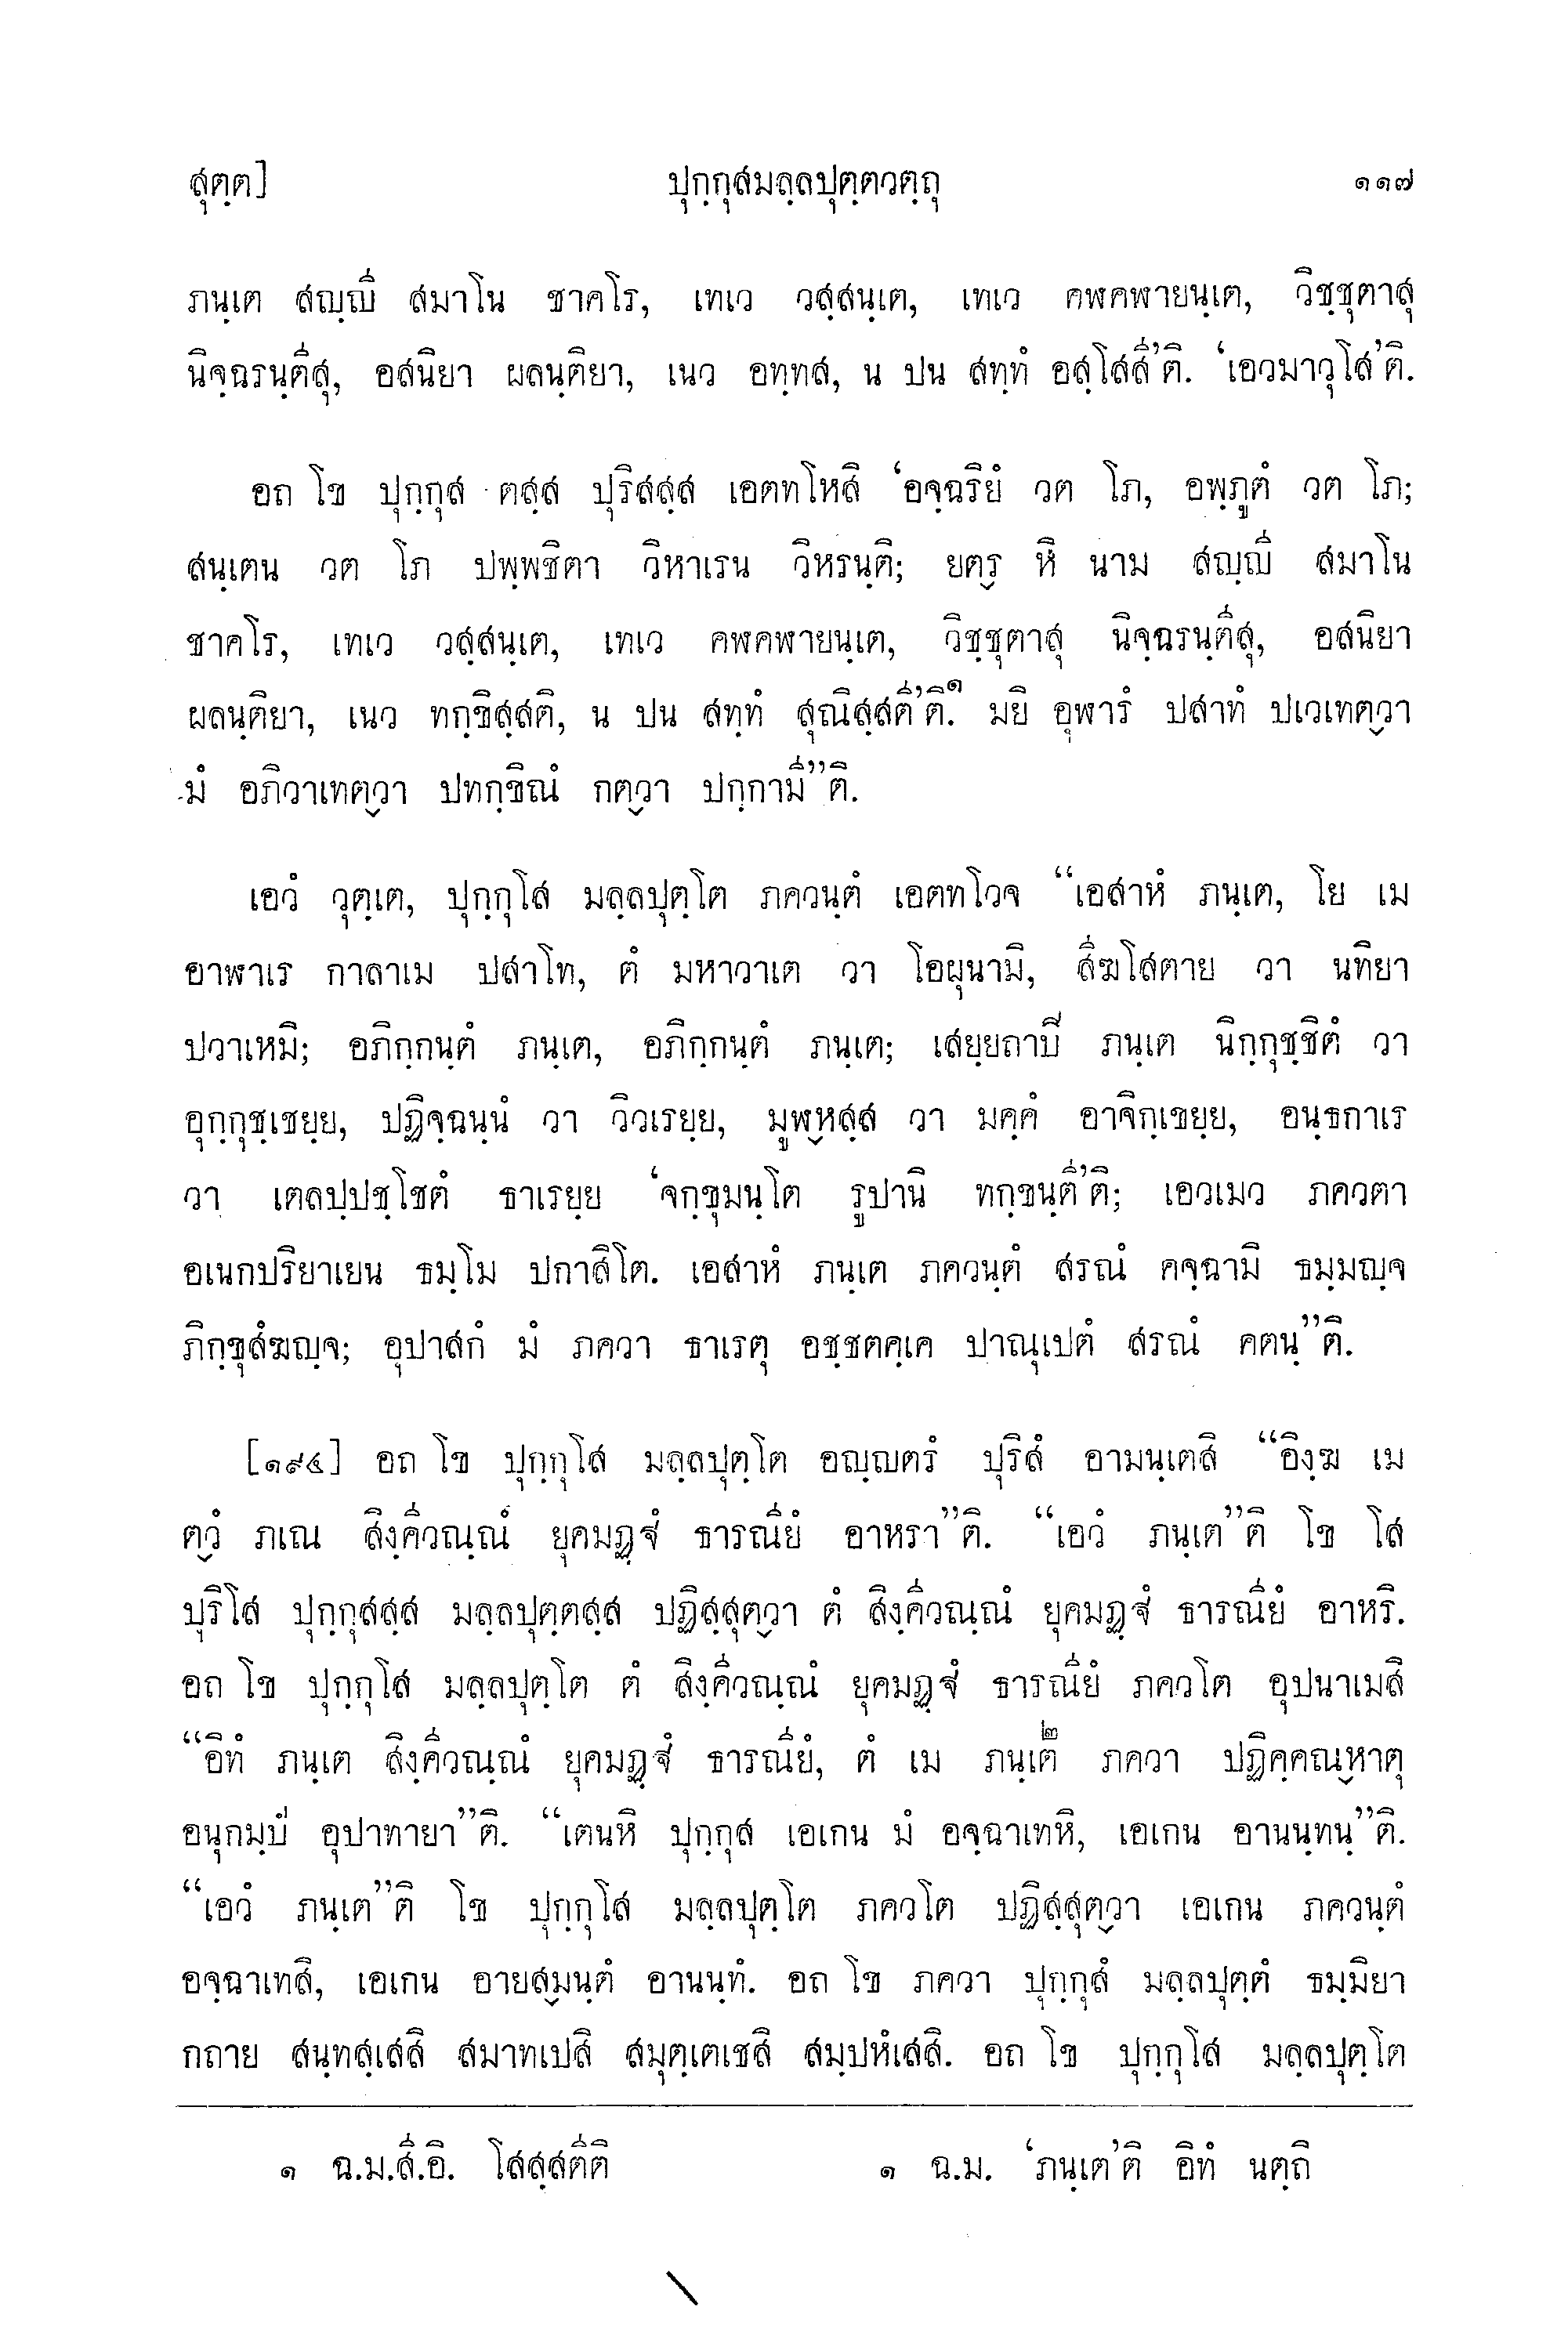 สุตฺต]
ปุกฺกุสมลฺลปุตฺตวตฺถุ
๑๑๗
ภนฺเต สญฺญี สมาโน ชาคโร, เทเว วสฺสนฺเต, เทเว คฬคฬายนฺเต, วิชฺชุตาสุ
นิจฺฉรนฺตีสุ, อสนิยา ผลนฺติยา, เนว อทฺทส, น ปน สทฺทํ อสฺโสสี’ติ. ‘เอวมาวุโส’ติ.
อถ โข ปุกฺกุส ตสฺส ปุริสสฺส เอตทโหสิ ‘อจฺฉริยํ วต โภ, อพฺภูตํ วต โภ;
สนฺเตน วต โภ ปพฺพชิตา วิหาเรน วิหรนฺติ; ยตฺร หิ นาม สญฺญี สมาโน
ชาคโร, เทเว วสฺสนฺเต, เทเว คฬคฬายนฺเต, วิชฺชุตาสุ นิจฺฉรนฺตีสุ, อสนิยา
ผลนฺติยา, เนว ทกฺขิสฺสติ, น ปน สทฺทํ สุณิสฺสตี’ติ.๑ มยิ อุฬารํ ปสาทํ ปเวเทตฺวา
มํ อภิวาเทตฺวา ปทกฺขิณํ กตฺวา ปกฺกามี”ติ.
เอวํ วุตฺเต, ปุกฺกุโส มลฺลปุตฺโต ภควนฺตํ เอตทโวจ “เอสาหํ ภนฺเต, โย เม
อาฬาเร กาลาเม ปสาโท, ตํ มหาวาเต วา โอผุนามิ, สีฆโสตาย วา นทิยา
ปวาเหมิ; อภิกฺกนฺตํ ภนฺเต, อภิกฺกนฺตํ ภนฺเต; เสยฺยถาปิ ภนฺเต นิกฺกุชฺชิตํ วา
อุกฺกุชฺเชยฺย, ปฏิจฺฉนฺนํ วา วิวเรยฺย, มูฬฺหสฺส วา มคฺคํ อาจิกฺเขยฺย, อนฺธกาเร
วา เตลปฺปชฺโชตํ ธาเรยฺย ‘จกฺขุมนฺโต รูปานิ ทกฺขนฺตี’ติ; เอวเมว ภควตา
อเนกปริยาเยน ธมฺโม ปกาสิโต. เอสาหํ ภนฺเต ภควนฺตํ สรณํ คจฺฉามิ ธมฺมญฺจ
ภิกฺขุสํฆญฺจ; อุปาสกํ มํ ภควา ธาเรตุ อชฺชตคฺเค ปาณุเปตํ สรณํ คตนฺ”ติ.
[๑๙๔] อถ โข ปุกฺกุโส มลฺลปุตฺโต อญฺญตรํ ปุริสํ อามนฺเตสิ “อิงฺฆ เม
ตฺวํ ภเณ สิงฺคีวณฺณํ ยุคมฏฺฐํ ธารณียํ อาหรา”ติ. “เอวํ ภนฺเต”ติ โข โส
ปุริโส ปุกฺกุสสฺส มลฺลปุตฺตสฺส ปฏิสฺสุตฺวา ตํ สิงฺคีวณฺณํ ยุคมฏฺฐํ ธารณียํ อาหริ.
อถ โข ปุกฺกุโส มลฺลปุตฺโต ตํ สิงฺคีวณฺณํ ยุคมฏฺฐํ ธารณียํ ภควโต อุปนาเมสิ
“อิทํ ภนฺเต สิงฺคีวณฺณํ ยุคมฏฺฐํ ธารณียํ, ตํ เม ภนฺเต๒ ภควา ปฏิคฺคณฺหาตุ
อนุกมฺปํ อุปาทายา”ติ. “เตนหิ ปุกฺกุส เอเกน มํ อจฺฉาเทหิ, เอเกน อานนฺทนฺ”ติ.
“เอวํ ภนฺเต”ติ โข ปุกฺกุโส มลฺลปุตฺโต ภควโต ปฏิสฺสุตฺวา เอเกน ภควนฺตํ
อจฺฉาเทสิ, เอเกน อายสฺมนฺตํ อานนฺทํ. อถ โข ภควา ปุกฺกุสํ มลฺลปุตฺตํ ธมฺมิยา
กถาย สนฺทสฺเสสิ สมาทเปสิ สมุตฺเตเชสิ สมฺปหํเสสิ. อถ โข ปุกฺกุโส มลฺลปุตฺโต
๑ ฉ.ม.สี.อิ. โสสฺสตีติ
๑ ฉ.ม. ‘ภนฺเต’ติ อิทํ นตฺถิ